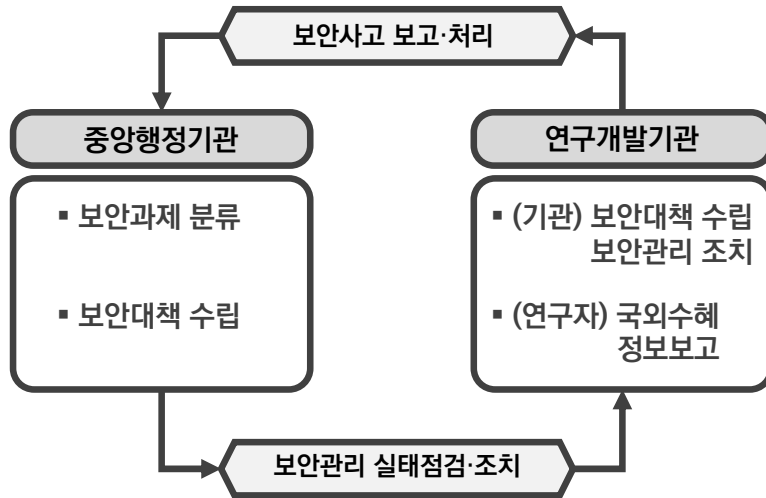 보안사고 보고·처리
중앙행정기관
▪ 보안과제 분류
▪ 보안대책 수립
연구개발기관
▪ (기관) 보안대책 수립
보안관리 조치
▪ (연구자) 국외수혜
정보보고
보안관리 실태점검·조치